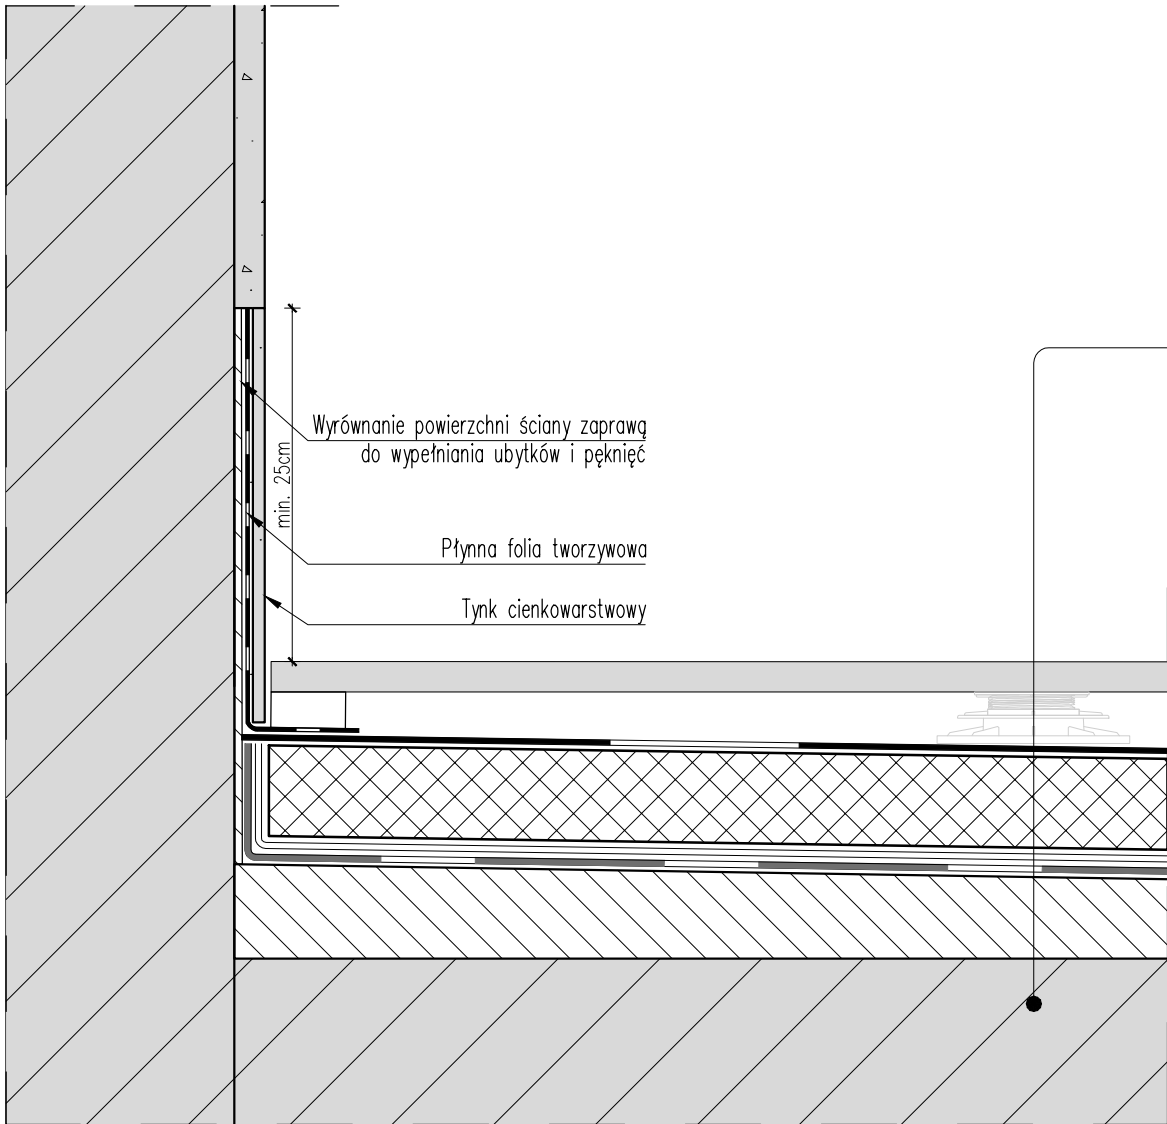 Wyrównanie powierzchni ściany zaprawą
do wypełniania ubytków i pęknięć
min. 25cm
Płynna folia tworzywowa
Tynk cienkowarstwowy